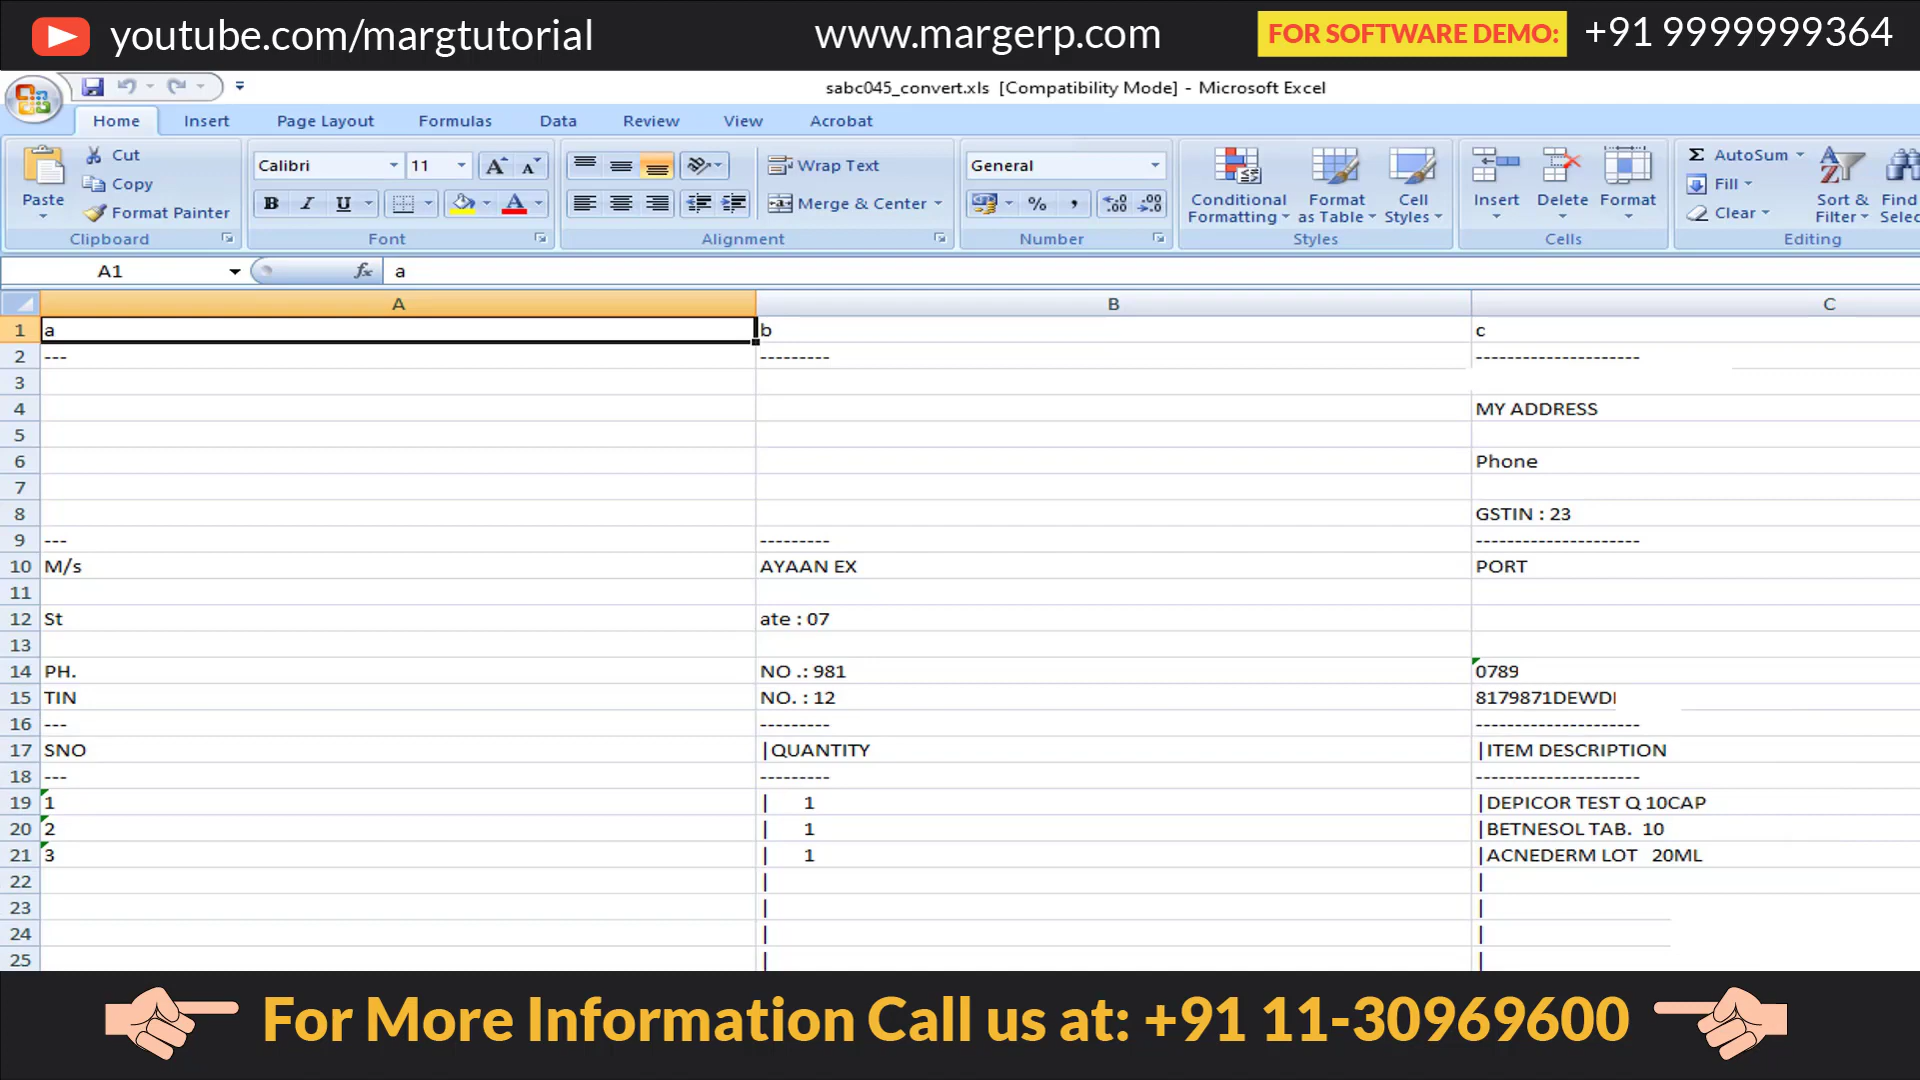 youtube.com/margtutorial www.margerp.com FOR SOFTWARE DEMO: +91 9999999364
sabc045_convert.xls [Compatibility Mode] - Microsoft Excel
Home Insert Page Layout Formulas Data Review View Acrobat
Paste Cut Copy Format Painter Clipboard
Calibri 11 B I U A Font
Wrap Text Merge & Center Alignment
General % , Number
Conditional Formatting Format as Table Cell Styles Styles
Insert Delete Format Cells
Σ AutoSum Fill Clear Sort & Filter Find Selec Editing
A1 fx a
A B C
1 a b c
2 --- --------- ---------------------
3
4 MY ADDRESS
5
6 Phone
7
8 GSTIN : 23
9 --- --------- ---------------------
10 M/s AYAAN EX PORT
11
12 St ate : 07
13
14 PH. NO .: 981 0789
15 TIN NO. : 12 8179871DEWD
16 --- --------- ---------------------
17 SNO |QUANTITY |ITEM DESCRIPTION
18 --- --------- ---------------------
19 1 | 1 |DEPICOR TEST Q 10CAP
20 2 | 1 |BETNESOL TAB. 10
21 3 | 1 |ACNEDERM LOT 20ML
22 | |
23 | |
24 | |
25 | |
For More Information Call us at: +91 11-30969600